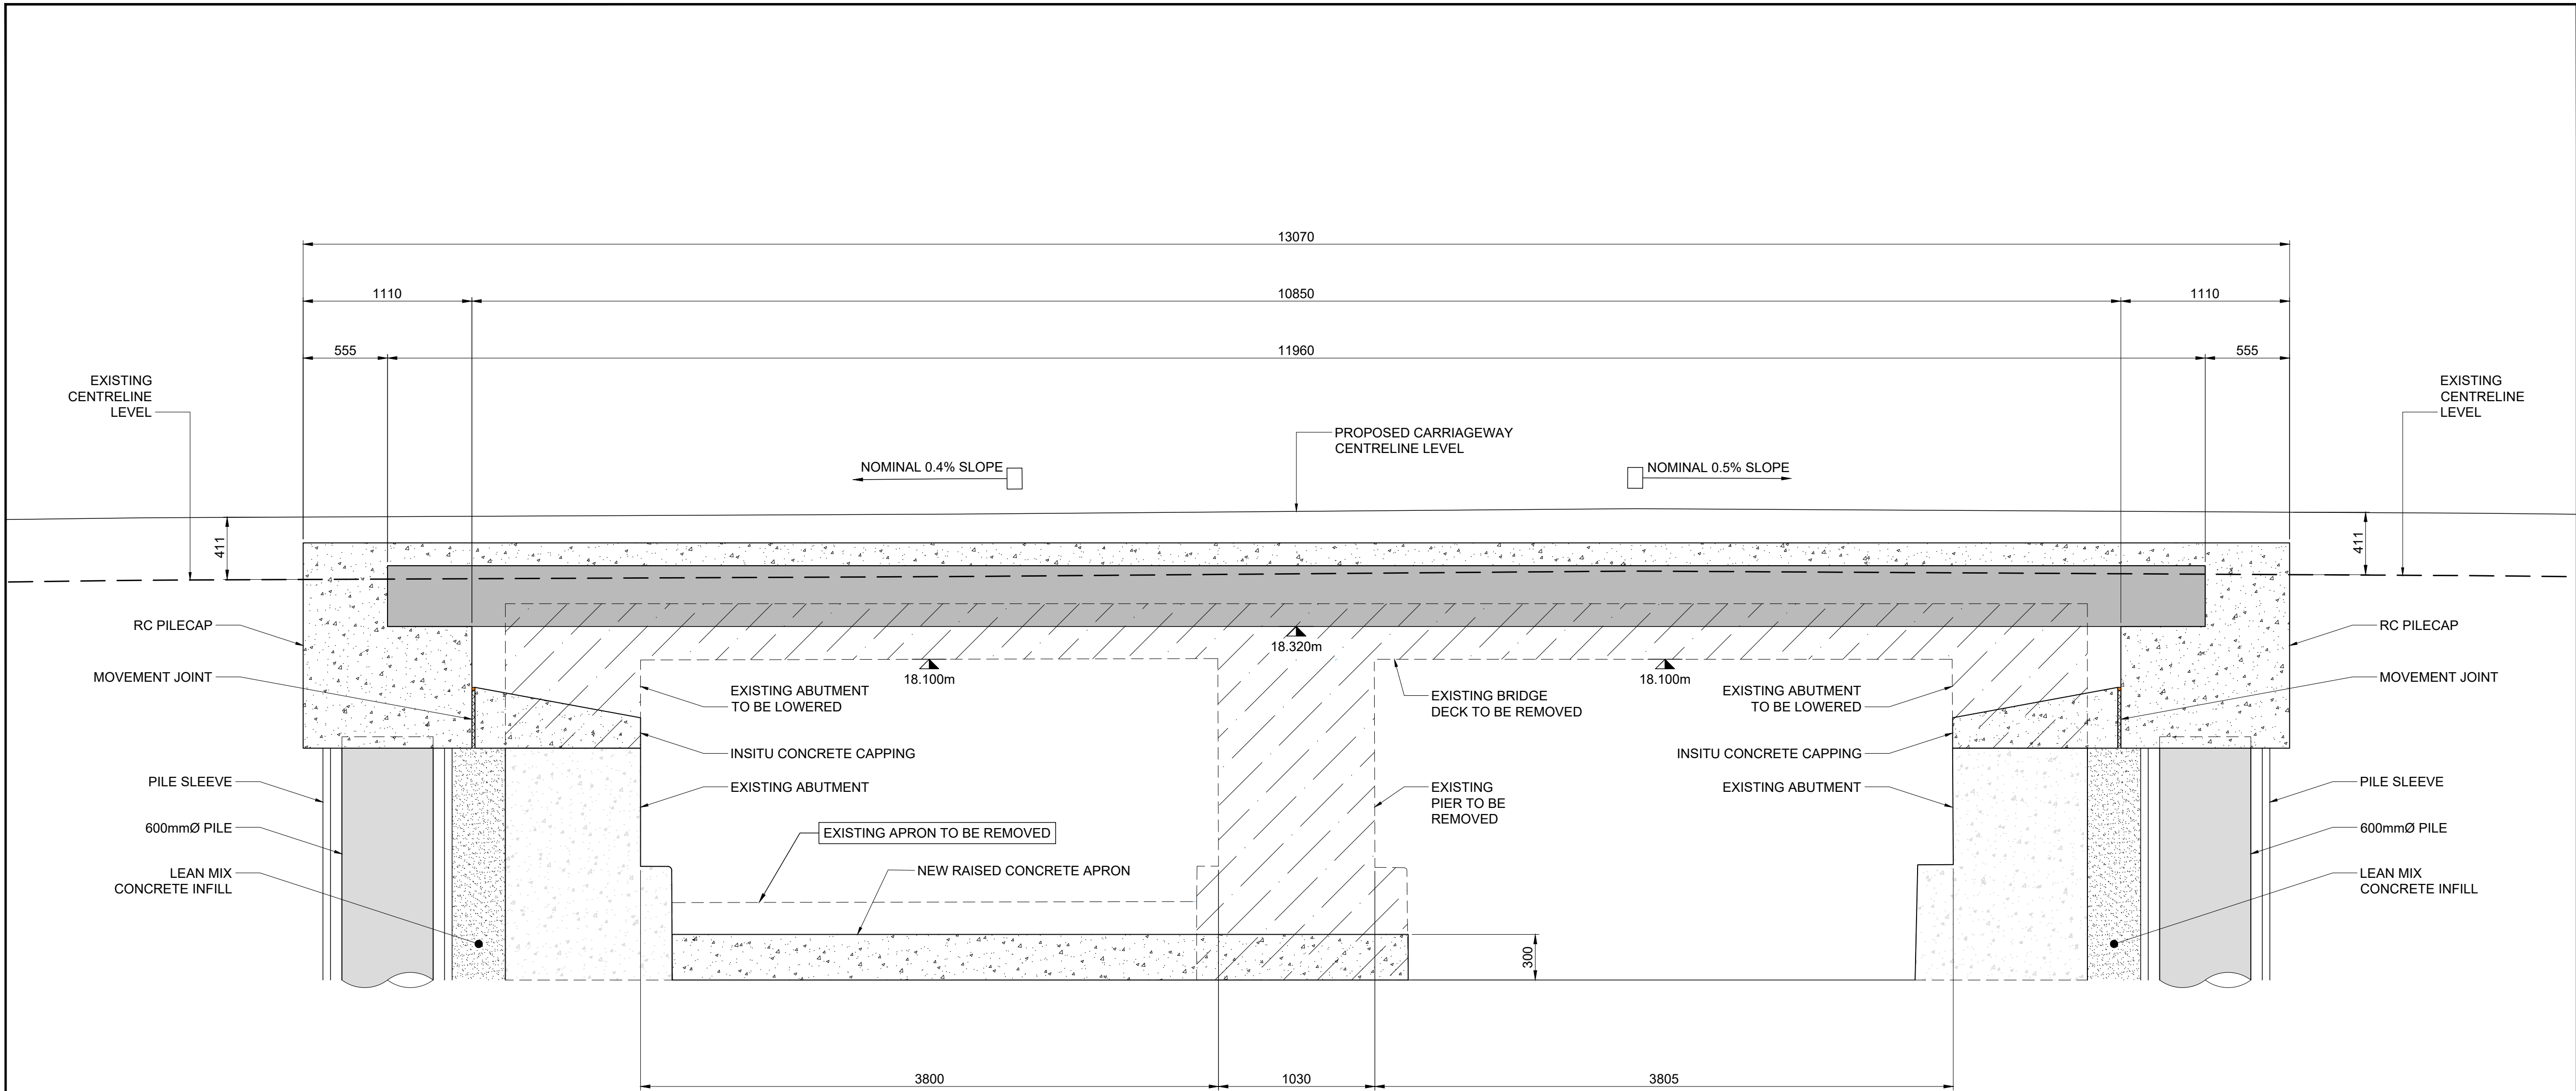 13070
1110
10850
1110
555
11960
555
EXISTING
CENTRELINE
LEVEL
EXISTING
CENTRELINE
LEVEL
PROPOSED CARRIAGEWAY
CENTRELINE LEVEL
NOMINAL 0.4% SLOPE
NOMINAL 0.5% SLOPE
411
411
RC PILECAP
18.320m
RC PILECAP
MOVEMENT JOINT
18.100m
18.100m
MOVEMENT JOINT
EXISTING ABUTMENT
TO BE LOWERED
EXISTING BRIDGE
DECK TO BE REMOVED
EXISTING ABUTMENT
TO BE LOWERED
INSITU CONCRETE CAPPING
INSITU CONCRETE CAPPING
PILE SLEEVE
EXISTING ABUTMENT
EXISTING
PIER TO BE
REMOVED
EXISTING ABUTMENT
PILE SLEEVE
600mmØ PILE
EXISTING APRON TO BE REMOVED
600mmØ PILE
LEAN MIX
CONCRETE INFILL
NEW RAISED CONCRETE APRON
LEAN MIX
CONCRETE INFILL
300
3800
1030
3805